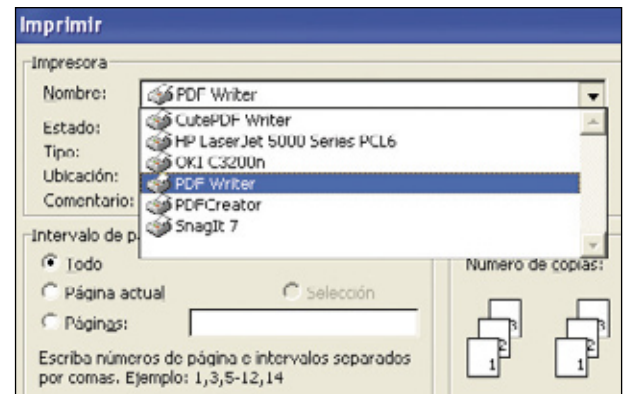 Imprimir
Impresora
Nombre: PDF Writer
Estado: CutePDF Writer
HP LaserJet 5000 Series PCL6
Tipo: OKI C3200n
Ubicación: PDF Writer
Comentario: PDFCreator
SnagIt 7
Intervalo de p
Todo
Número de copias:
Página actual Selección
Páginas:
Escriba números de página e intervalos separados
por comas. Ejemplo: 1,3,5-12,14
3 3
2 2
1 1